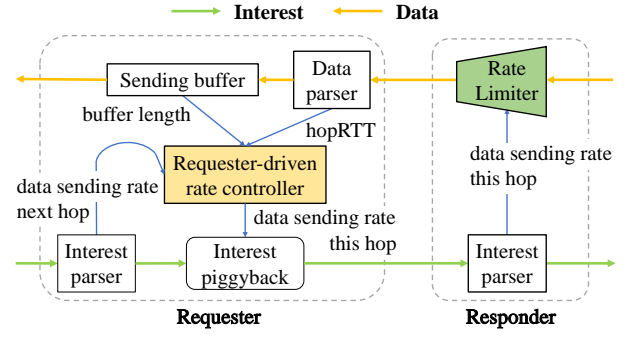 Interest
Data
Sending buffer
Data
parser
Rate
Limiter
buffer length
hopRTT
Requester-driven
rate controller
data sending rate
next hop
data sending rate
this hop
data sending rate
this hop
Interest
parser
Interest
piggyback
Interest
parser
Requester
Responder